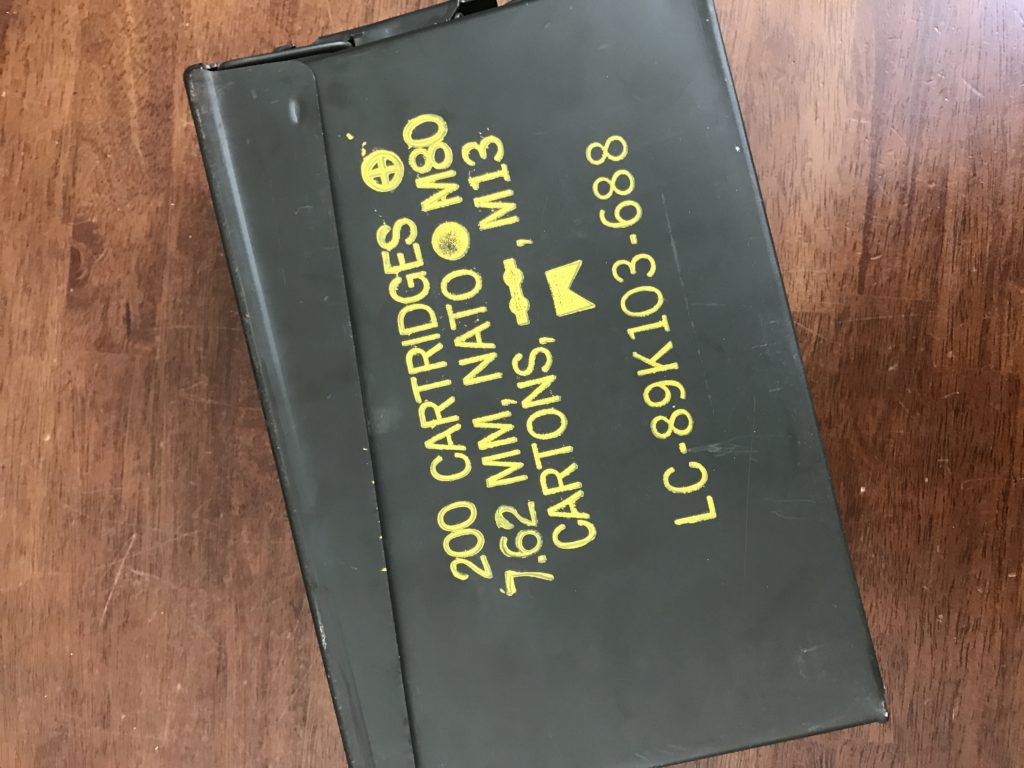 200 CARTRIDGES ⊕
7.62 MM, NATO ● M80
CARTONS, , M13
LC-89K103-688